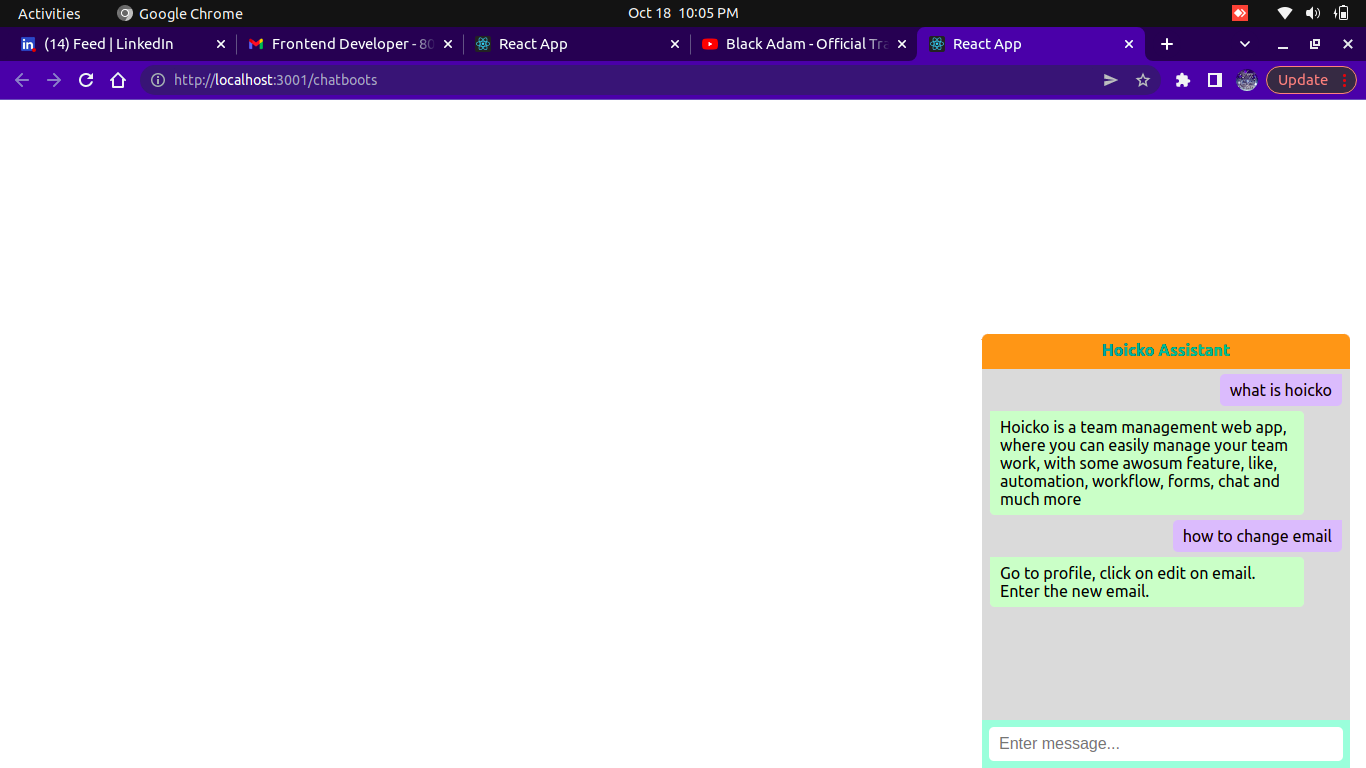 Activities
Google Chrome
Oct 18 10:05 PM
(14) Feed | LinkedIn
Frontend Developer - 80
React App
Black Adam - Official Tra
React App
http://localhost:3001/chatboots
Update
Hoicko Assistant
what is hoicko
Hoicko is a team management web app,
where you can easily manage your team
work, with some awosum feature, like,
automation, workflow, forms, chat and
much more
how to change email
Go to profile, click on edit on email.
Enter the new email.
Enter message...